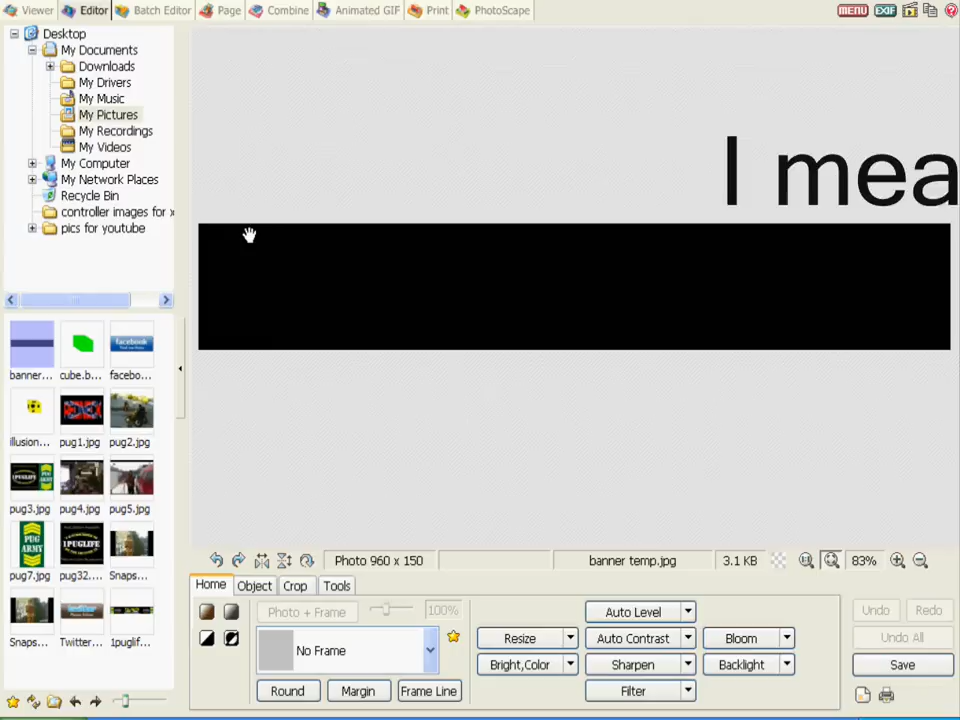 Viewer Editor Batch Editor Page Combine Animated GIF Print PhotoScape MENU EXIF
Desktop
My Documents
Downloads
My Drivers
My Music
My Pictures
My Recordings
My Videos
My Computer
My Network Places
Recycle Bin
controller images for x
pics for youtube
I mea
banner... cube.b... facebo...
illusion... pug1.jpg pug2.jpg
pug3.jpg pug4.jpg pug5.jpg
pug7.jpg pug32.... Snaps...
Snaps... Twitter... 1puglif...
Photo 960 x 150 banner temp.jpg 3.1 KB 83%
Home Object Crop Tools
Photo + Frame 100% Auto Level Undo Redo
No Frame Resize Auto Contrast Bloom Undo All
Bright,Color Sharpen Backlight Save
Round Margin Frame Line Filter